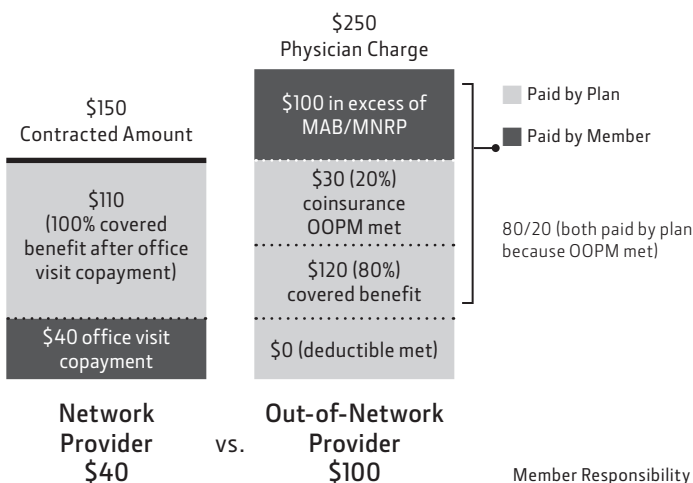 $250
Physician Charge
$150
Contracted Amount
$110
(100% covered
benefit after office
visit copayment)
$40 office visit
copayment
$100 in excess of
MAB/MNRP
$30 (20%)
coinsurance
OOPM met
$120 (80%)
covered benefit
$0 (deductible met)
Paid by Plan
Paid by Member
80/20 (both paid by plan
because OOPM met)
Network
Provider
$40
vs.
Out-of-Network
Provider
$100
Member Responsibility